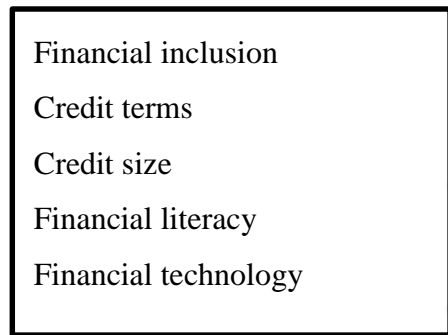 Financial inclusion
Credit terms
Credit size
Financial literacy
Financial technology